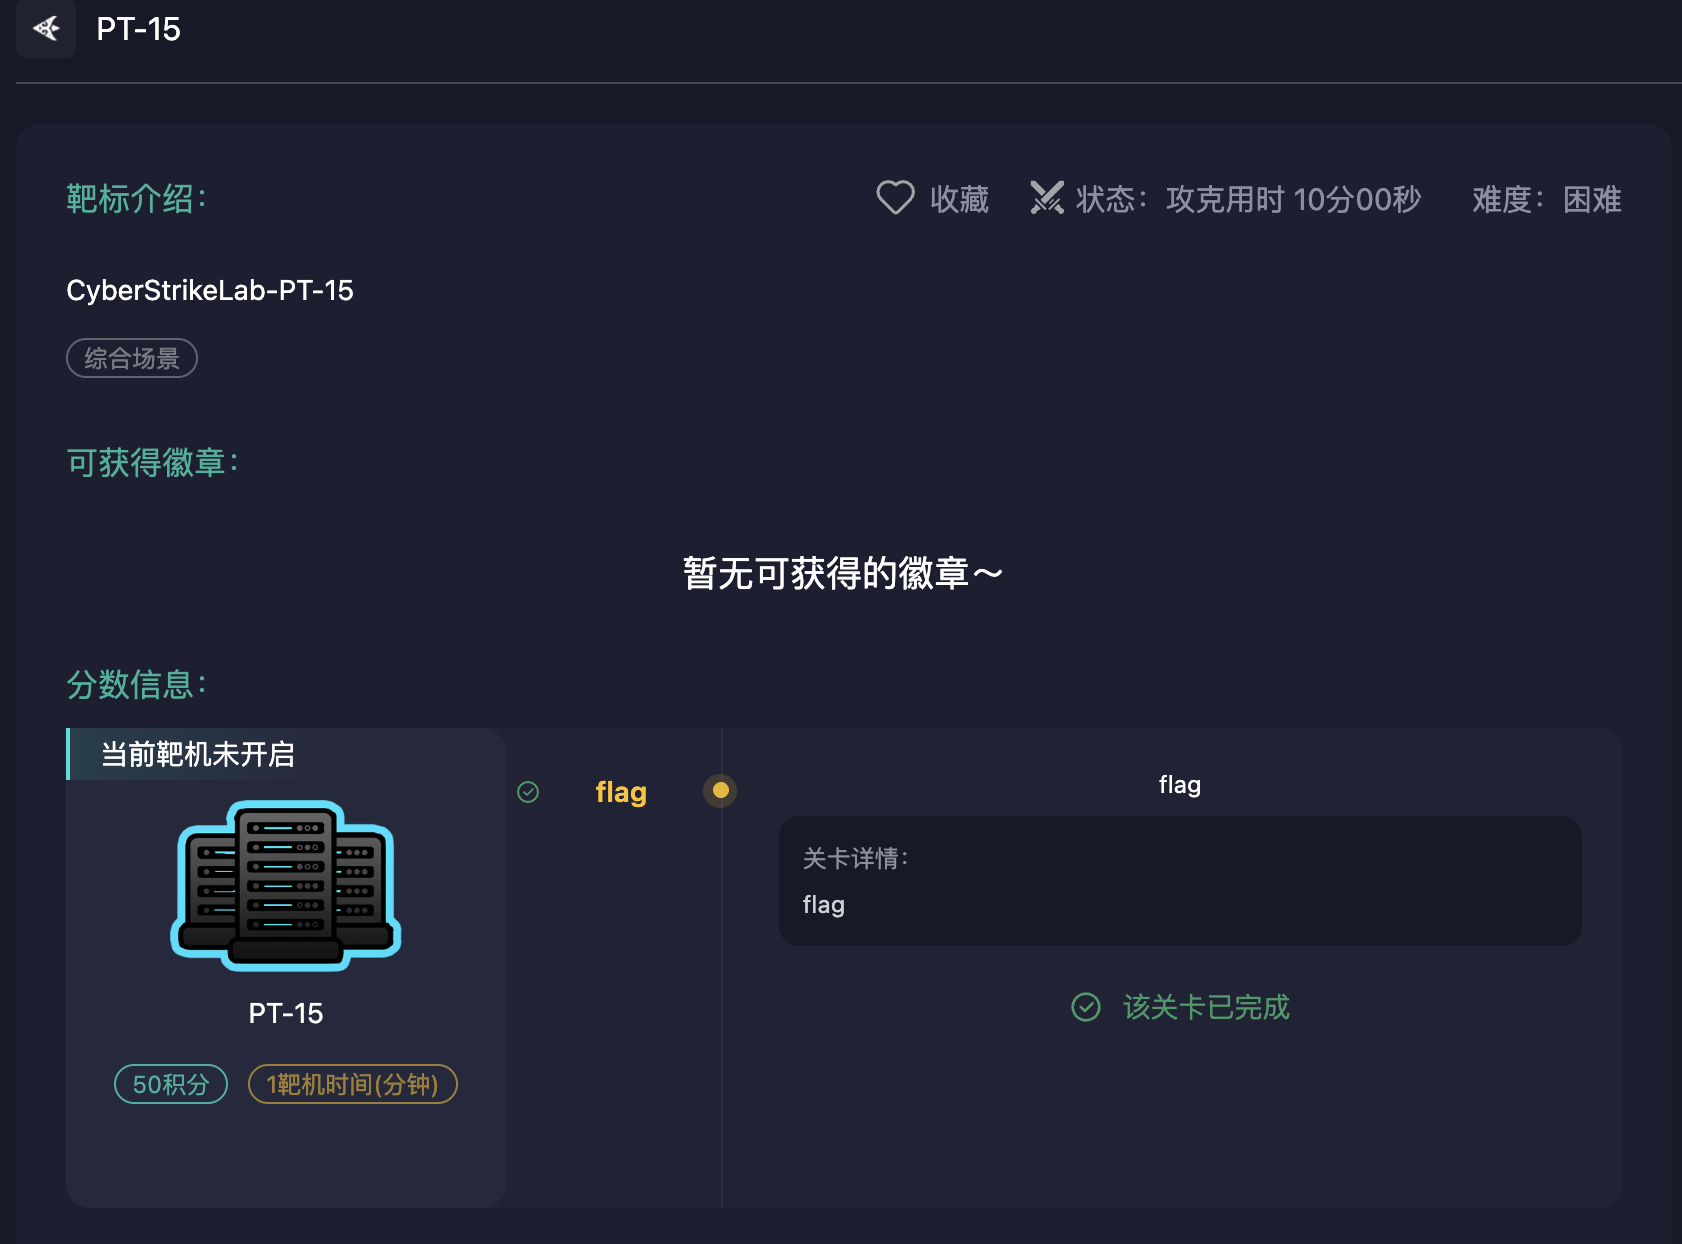 PT-15
靶标介绍：
收藏
状态：攻克用时 10分00秒
难度：困难
CyberStrikeLab-PT-15
综合场景
可获得徽章：
暂无可获得的徽章～
分数信息：
当前靶机未开启
PT-15
50积分
1靶机时间(分钟)
flag
flag
关卡详情：
flag
该关卡已完成